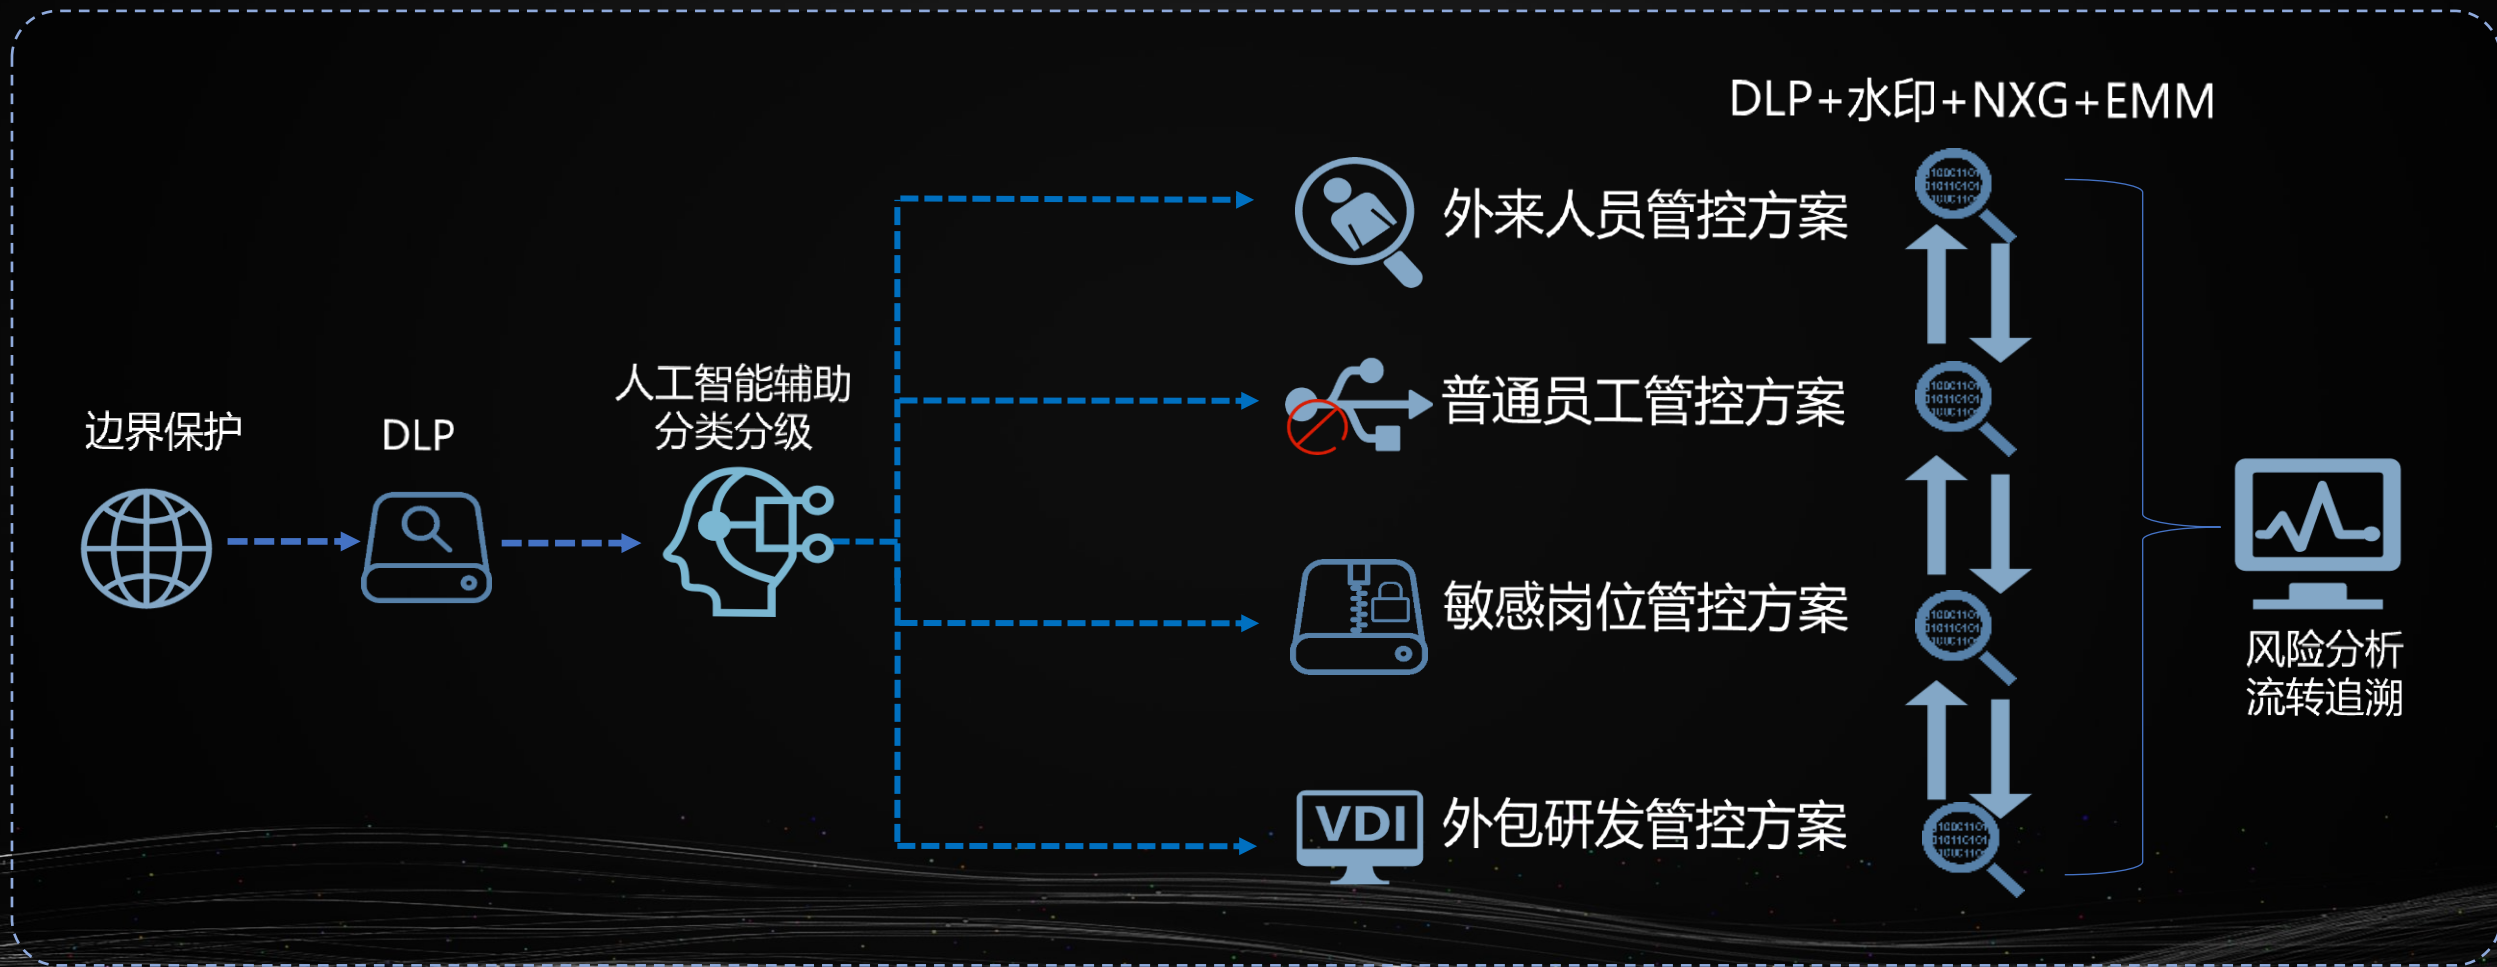 DLP+水印+NXG+EMM
外来人员管控方案
人工智能辅助
分类分级
边界保护
DLP
普通员工管控方案
敏感岗位管控方案
风险分析
流转追溯
VDI
外包研发管控方案